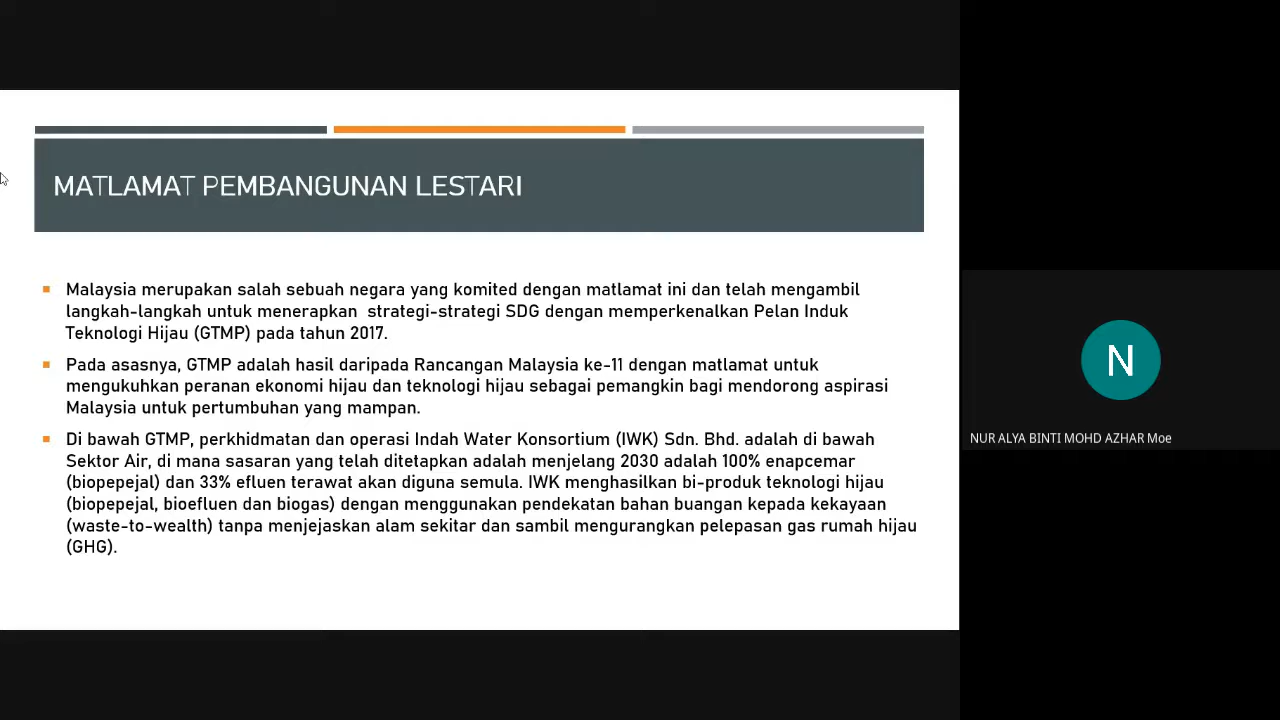 MATLAMAT PEMBANGUNAN LESTARI
Malaysia merupakan salah sebuah negara yang komited dengan matlamat ini dan telah mengambil
langkah-langkah untuk menerapkan strategi-strategi SDG dengan memperkenalkan Pelan Induk
Teknologi Hijau (GTMP) pada tahun 2017.
Pada asasnya, GTMP adalah hasil daripada Rancangan Malaysia ke-11 dengan matlamat untuk
mengukuhkan peranan ekonomi hijau dan teknologi hijau sebagai pemangkin bagi mendorong aspirasi
Malaysia untuk pertumbuhan yang mampan.
Di bawah GTMP, perkhidmatan dan operasi Indah Water Konsortium (IWK) Sdn. Bhd. adalah di bawah
Sektor Air, di mana sasaran yang telah ditetapkan adalah menjelang 2030 adalah 100% enapcemar
(biopepejal) dan 33% efluen terawat akan diguna semula. IWK menghasilkan bi-produk teknologi hijau
(biopepejal, bioefluen dan biogas) dengan menggunakan pendekatan bahan buangan kepada kekayaan
(waste-to-wealth) tanpa menjejaskan alam sekitar dan sambil mengurangkan pelepasan gas rumah hijau
(GHG).
N
NUR ALYA BINTI MOHD AZHAR Moe